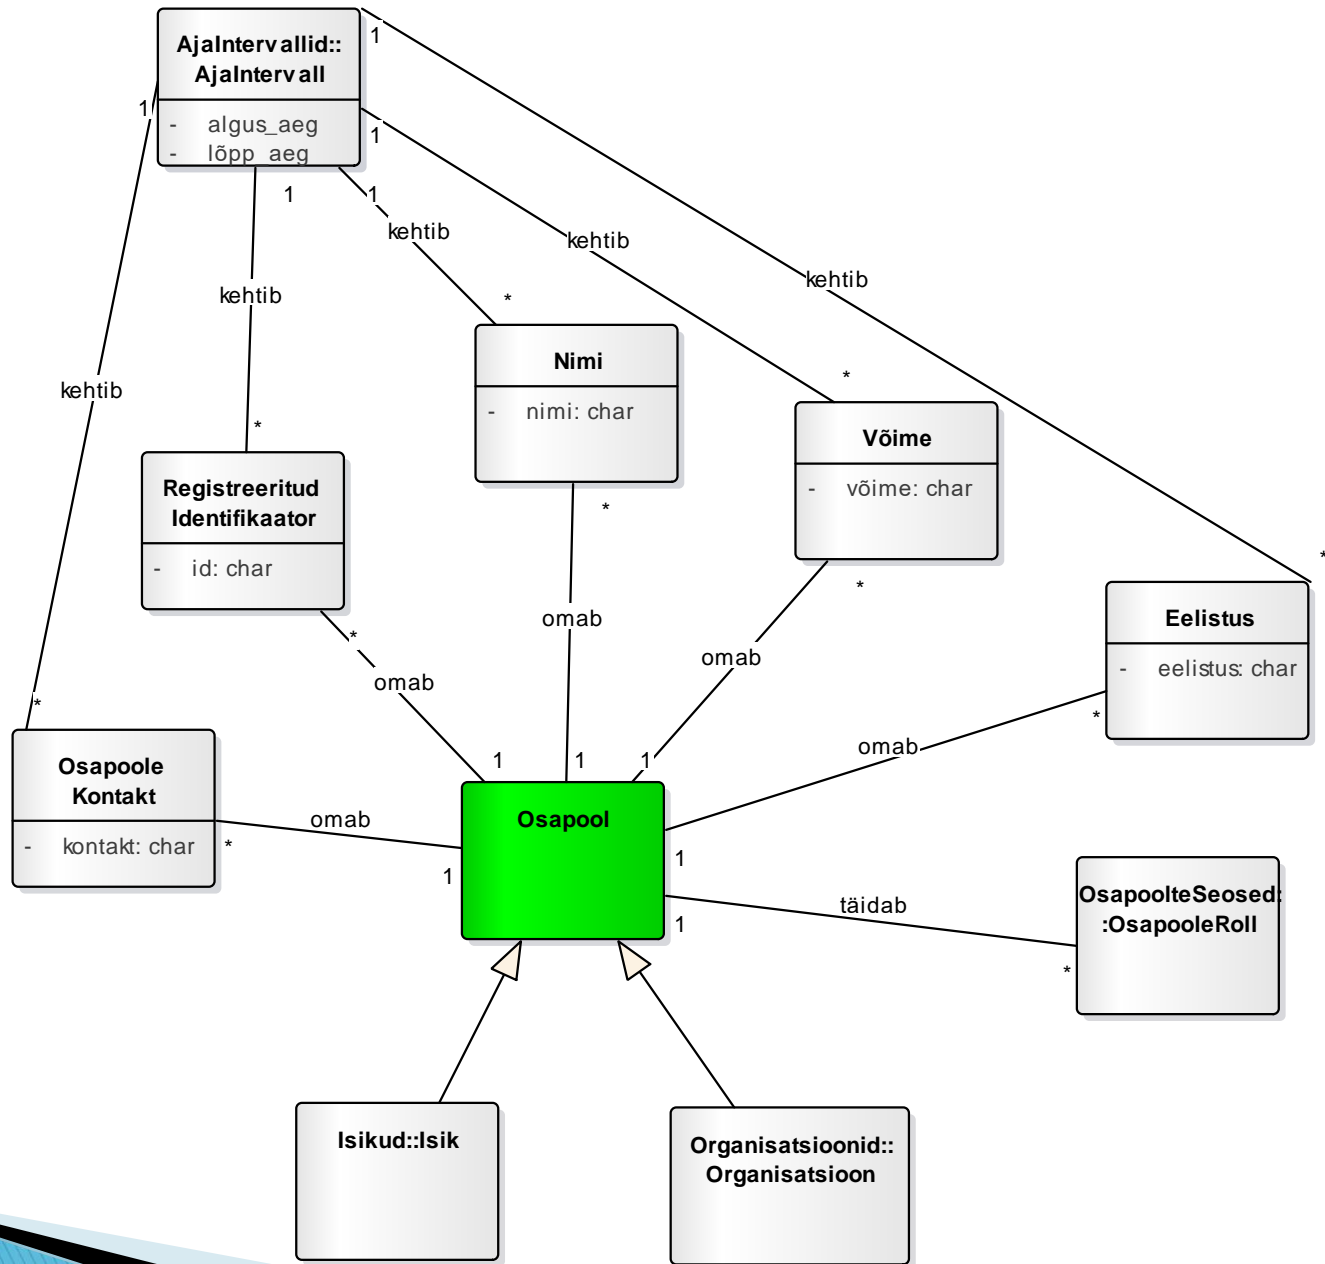 AjaIntervallid::
AjaIntervall
- algus_aeg
- lõpp_aeg
1
1
1
1
1
kehtib
kehtib
kehtib
kehtib
kehtib
*
*
*
*
*
Nimi
- nimi: char
Võime
- võime: char
Registreeritud
Identifikaator
- id: char
Eelistus
- eelistus: char
Osapoole
Kontakt
- kontakt: char
*
*
*
*
*
omab
omab
omab
omab
omab
1
1
1
1
1
1
Osapool
täidab
*
OsapoolteSeosed:
:OsapooleRoll
Isikud::Isik
Organisatsioonid::
Organisatsioon